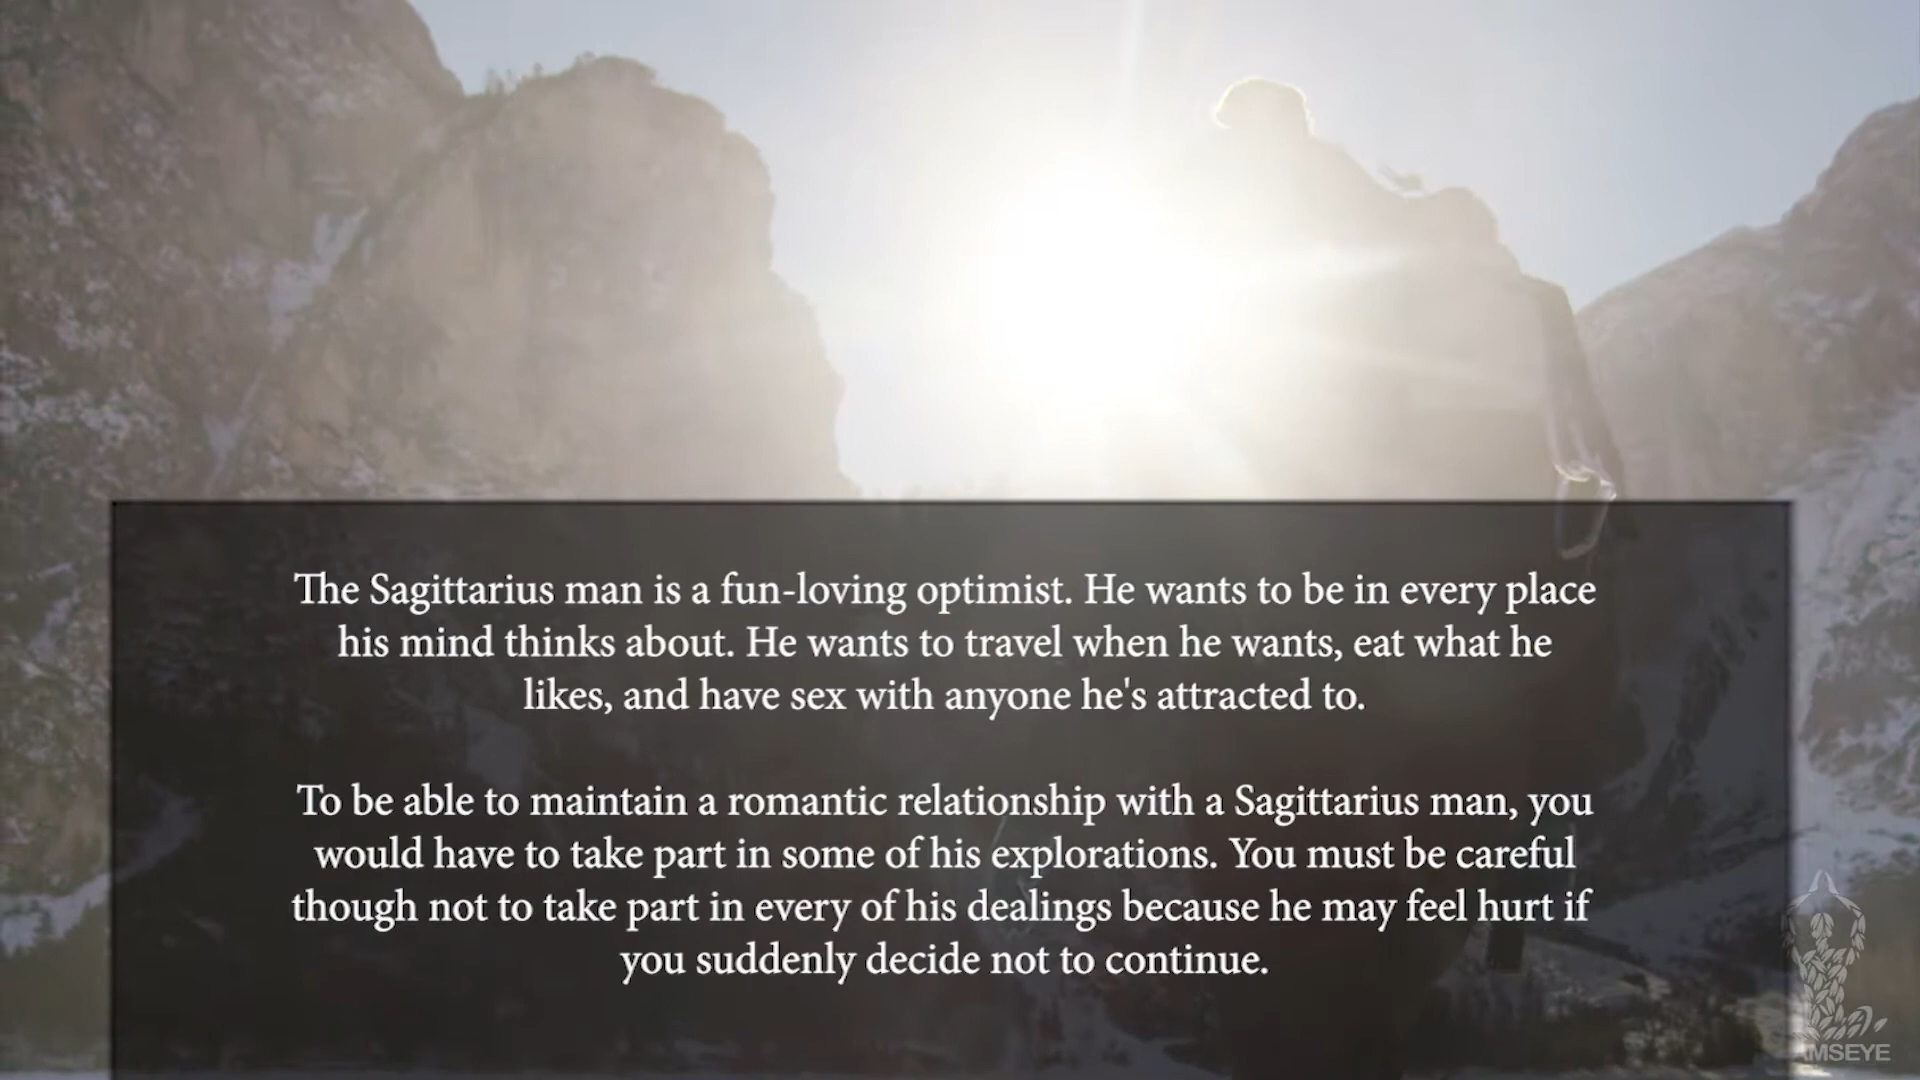 The Sagittarius man is a fun-loving optimist. He wants to be in every place
his mind thinks about. He wants to travel when he wants, eat what he
likes, and have sex with anyone he's attracted to.
To be able to maintain a romantic relationship with a Sagittarius man, you
would have to take part in some of his explorations. You must be careful
though not to take part in every of his dealings because he may feel hurt if
you suddenly decide not to continue.
MSEYE